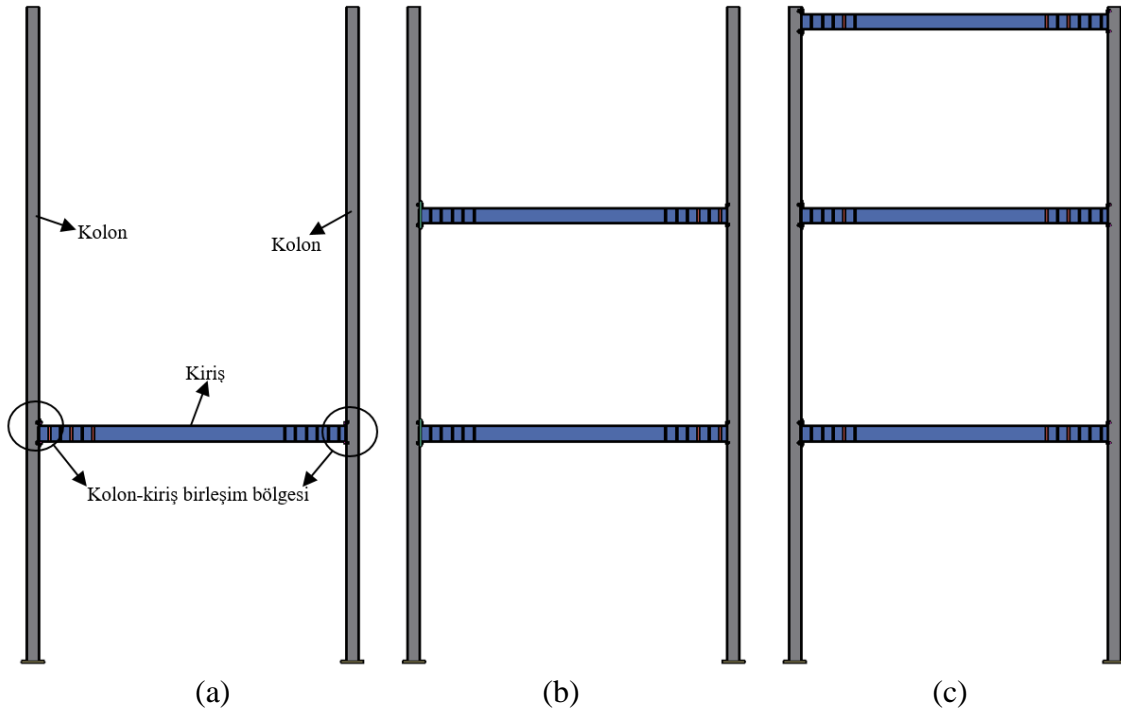 Kolon
Kolon
Kiriş
Kolon-kiriş birleşim bölgesi
(a)
(b)
(c)